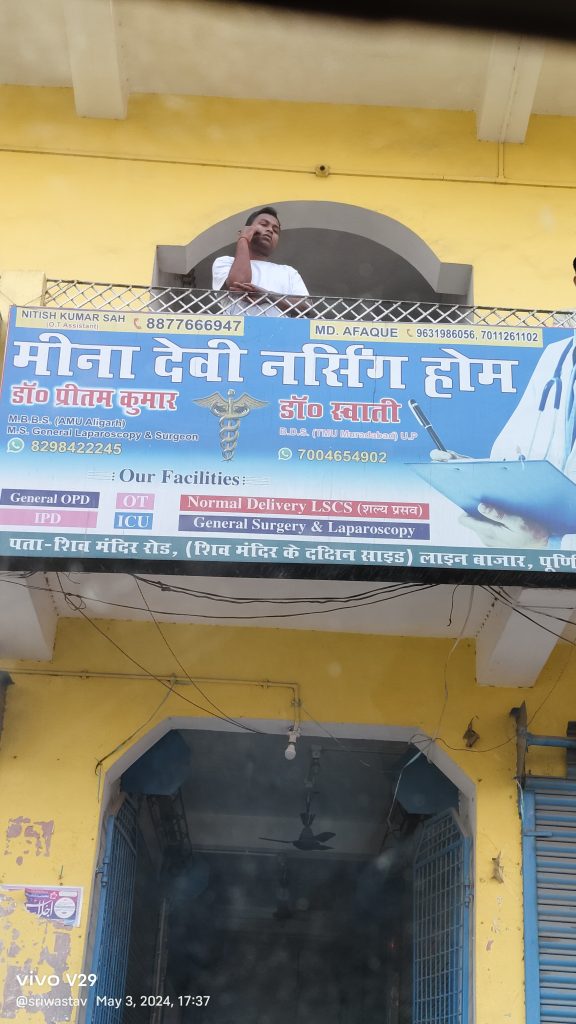 NITISH KUMAR SAH
(O.T Assistant)
8877666947
MD. AFAQUE
9631986056, 7011261102
मीना देवी नर्सिंग होम
डॉ० प्रीतम कुमार
M.B.B.S. (AMU Aligarh)
M.S. General Laparoscopy & Surgeon
8298422245
डॉ० स्वाती
B.D.S. (TMU Muradabad) U.P
7004654902
Our Facilities
General OPD
OT
Normal Delivery LSCS (शल्य प्रसव)
IPD
ICU
General Surgery & Laparoscopy
पता-शिव मंदिर रोड, (शिव मंदिर के दक्षिन साइड) लाइन बाजार, पूर्णि
vivo V29
@sriwastav May 3, 2024, 17:37